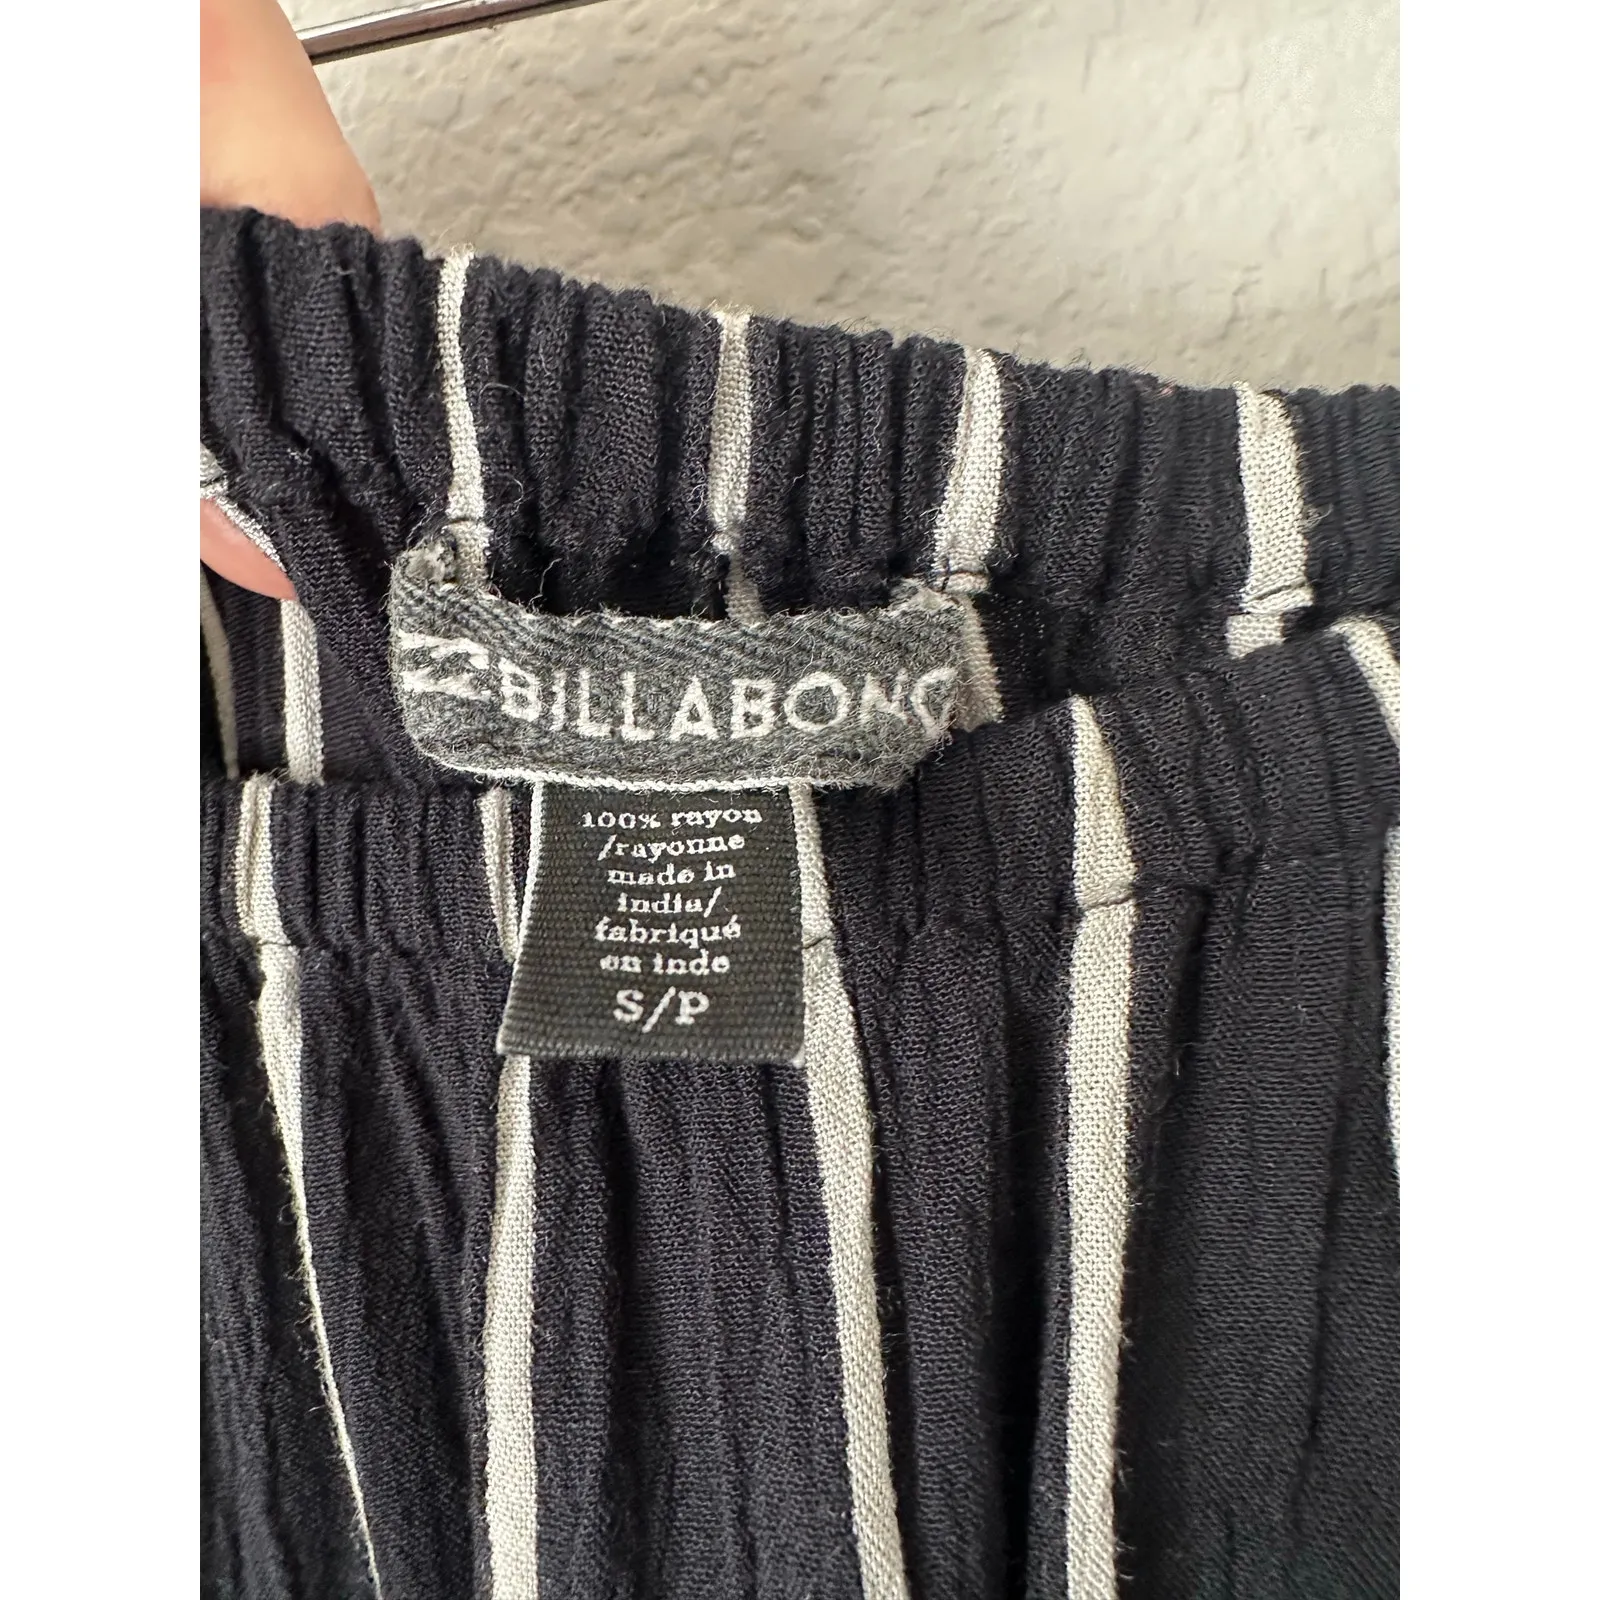 BILLABONG
100% rayon
/rayonne
made in
india/
fabriqué
en inde
S/P